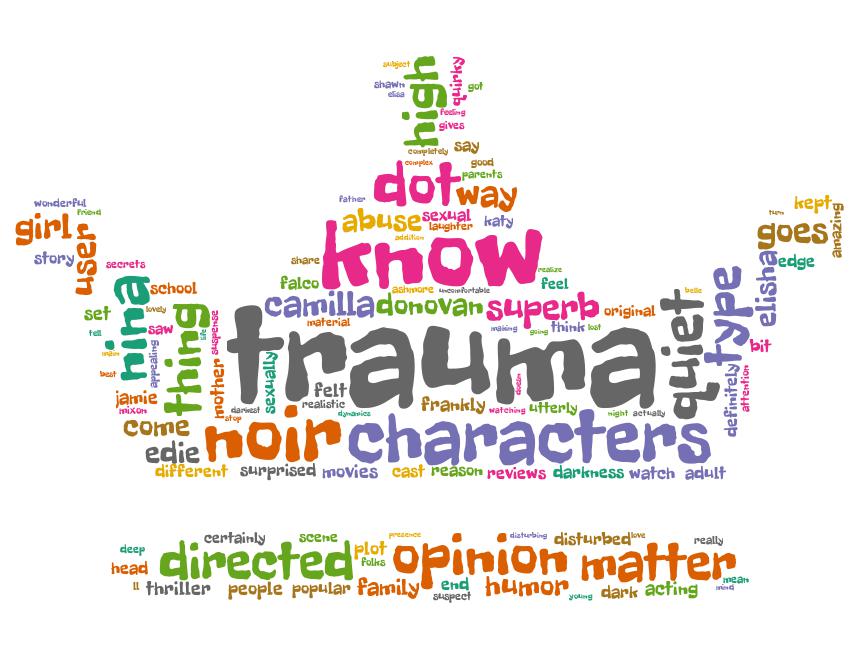 subject
high
quirky
shawn
got
elisa
feeling
gives
completely
say
complex
good
dot
parents
way
father
wonderful
friend
girl
user
story
abuse
sexual
laughter
katy
addition
kept
turn
goes
amazing
edge
elisha
know
secrets
share
realize
nina
school
falco
ashmore
uncomfortable
feel
belle
type
set
lovely
thing
camilla
donovan
superb
original
quiet
tell
saw
life
suspense
material
making
going
think
lost
trauma
main
appealing
bit
best
mother
sexually
felt
doesn
definitely
attention
jamie
mixon
darkest
realistic
frankly
watching
utterly
night
actually
stop
dynamics
come
noir
characters
edie
different
surprised
movies
cast
reason
reviews
darkness
watch
adult
certainly
scene
presence
disturbing
disturbed
love
really
deep
directed
plot
opinion
matter
head
folks
mean
ll
thriller
people
popular
family
end
humor
dark
acting
mind
suspect
young